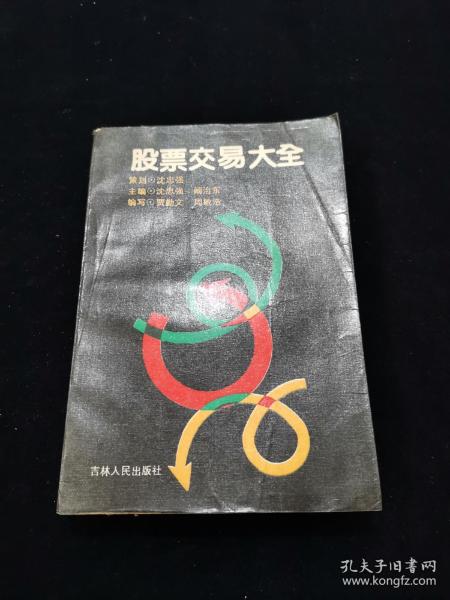 股票交易大全
策划⊙沈忠强
主编⊙沈忠强 阚治东
编写⊙贾勤文 周敏浩
吉林人民出版社
孔夫子旧书网
www.kongfz.com